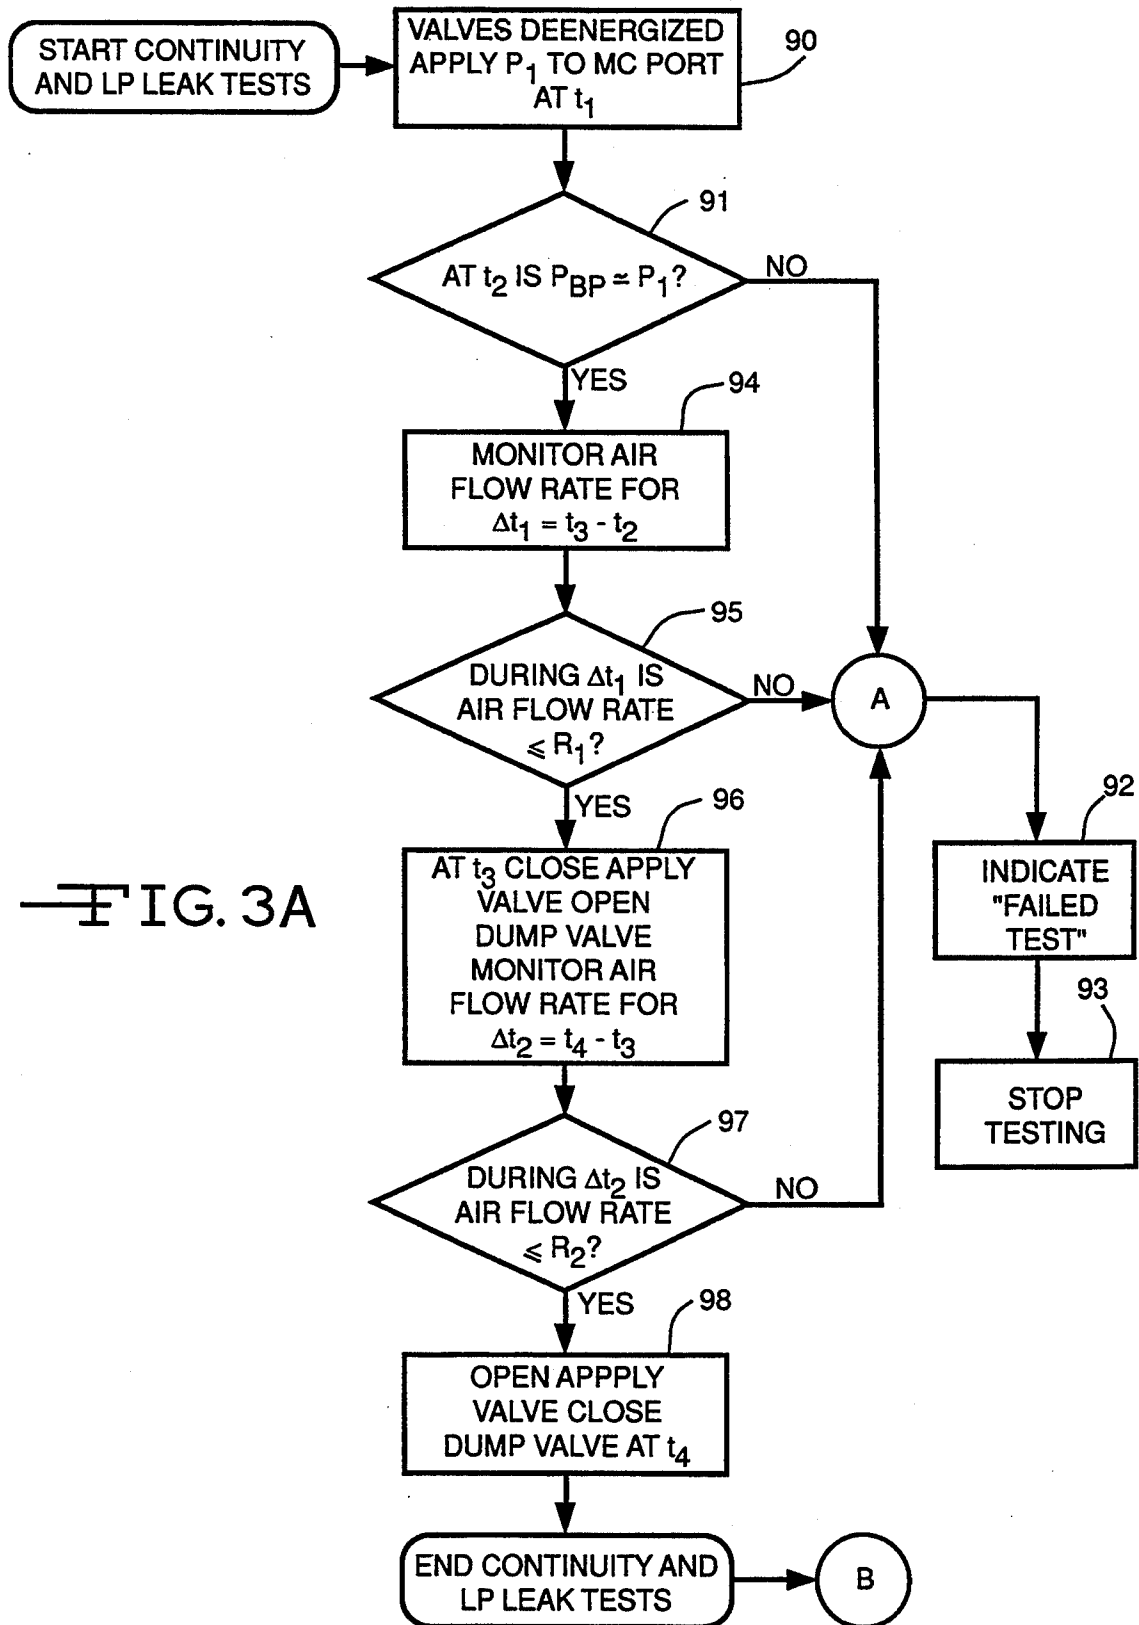 START CONTINUITY
AND LP LEAK TESTS
VALVES DEENERGIZED
APPLY P1 TO MC PORT
AT t1
90
91
AT t2 IS PBP ≃ P1?
NO
YES
94
MONITOR AIR
FLOW RATE FOR
Δt1 = t3 - t2
95
DURING Δt1 IS
AIR FLOW RATE
≤ R1?
NO
A
YES
96
92
AT t3 CLOSE APPLY
VALVE OPEN
DUMP VALVE
MONITOR AIR
FLOW RATE FOR
Δt2 = t4 - t3
INDICATE
"FAILED
TEST"
FIG. 3A
93
STOP
TESTING
97
DURING Δt2 IS
AIR FLOW RATE
≤ R2?
NO
YES
98
OPEN APPPLY
VALVE CLOSE
DUMP VALVE AT t4
END CONTINUITY AND
LP LEAK TESTS
B